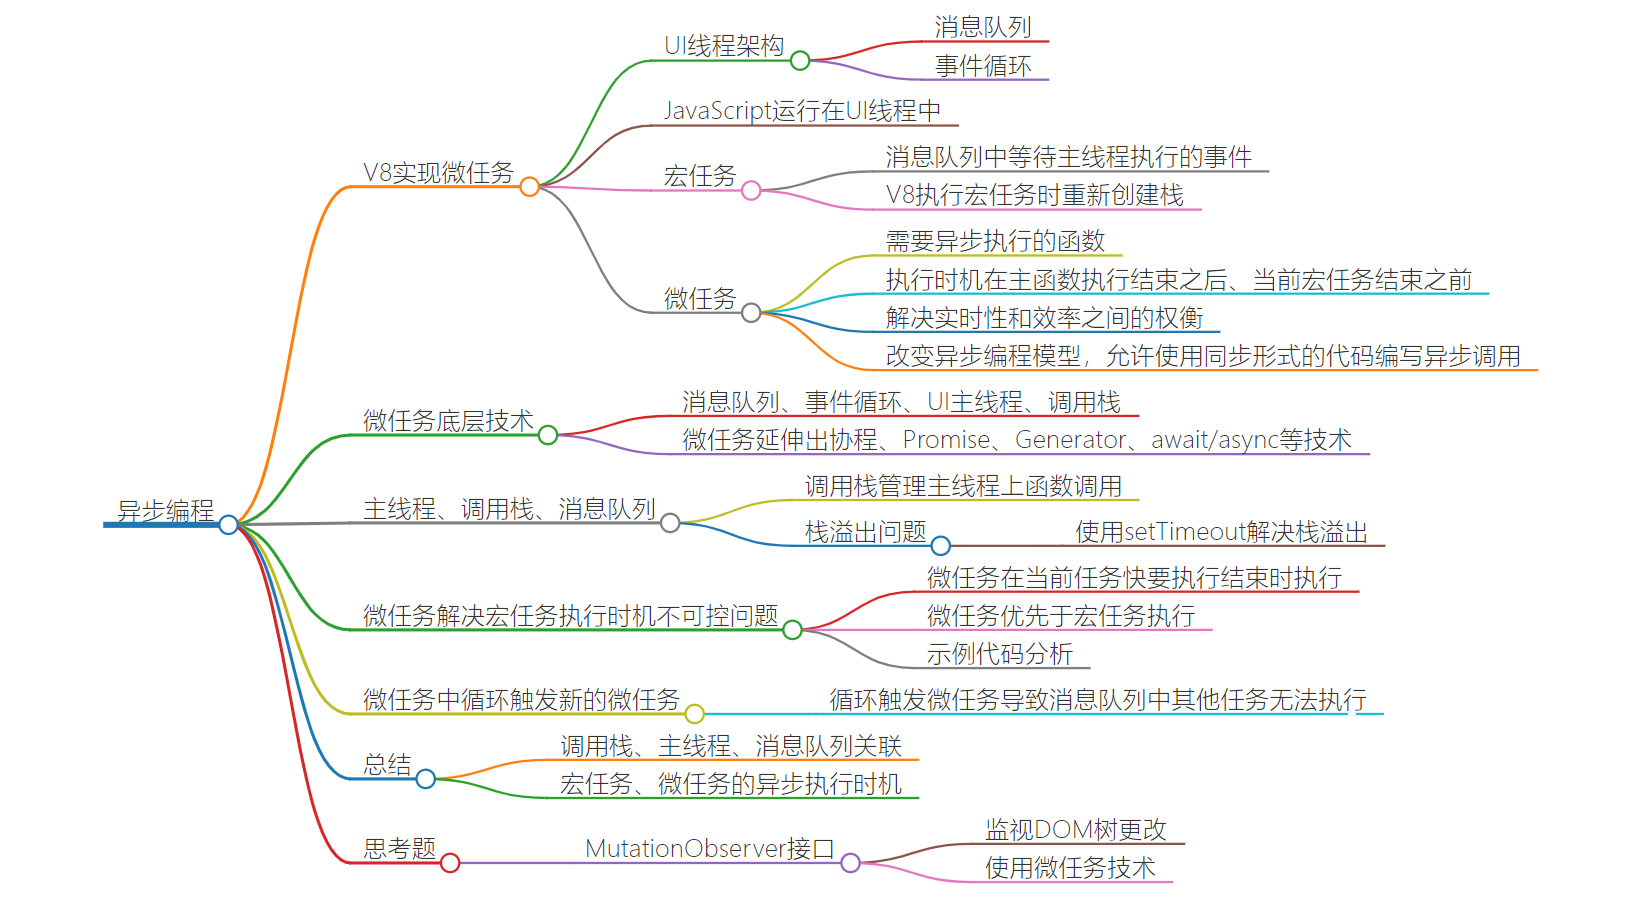 异步编程
V8实现微任务
UI线程架构
消息队列
事件循环
JavaScript运行在UI线程中
宏任务
消息队列中等待主线程执行的事件
V8执行宏任务时重新创建栈
微任务
需要异步执行的函数
执行时机在主函数执行结束之后、当前宏任务结束之前
解决实时性和效率之间的权衡
改变异步编程模型，允许使用同步形式的代码编写异步调用
微任务底层技术
消息队列、事件循环、UI主线程、调用栈
微任务延伸出协程、Promise、Generator、await/async等技术
主线程、调用栈、消息队列
调用栈管理主线程上函数调用
栈溢出问题
使用setTimeout解决栈溢出
微任务解决宏任务执行时机不可控问题
微任务在当前任务快要执行结束时执行
微任务优先于宏任务执行
示例代码分析
微任务中循环触发新的微任务
循环触发微任务导致消息队列中其他任务无法执行
总结
调用栈、主线程、消息队列关联
宏任务、微任务的异步执行时机
思考题
MutationObserver接口
监视DOM树更改
使用微任务技术